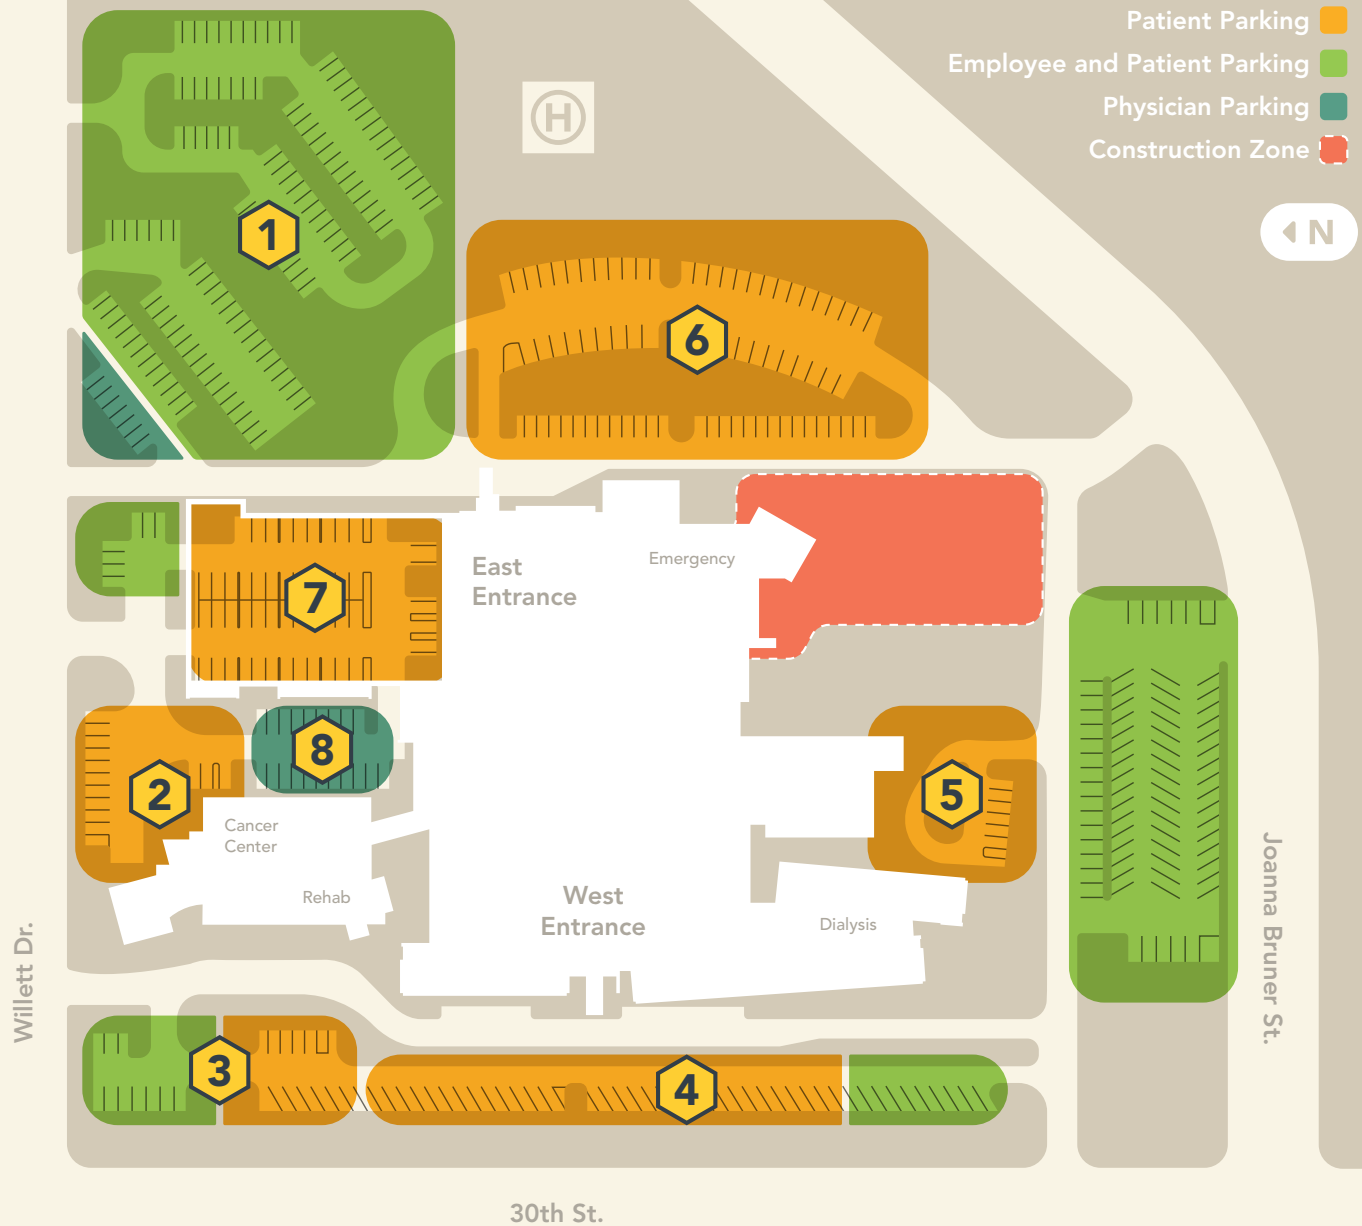 Patient Parking
Employee and Patient Parking
Physician Parking
Construction Zone
N
H
1
6
East
Entrance
Emergency
7
8
2
5
Cancer
Center
Rehab
West
Entrance
Dialysis
Willett Dr.
Joanna Bruner St.
3
4
30th St.